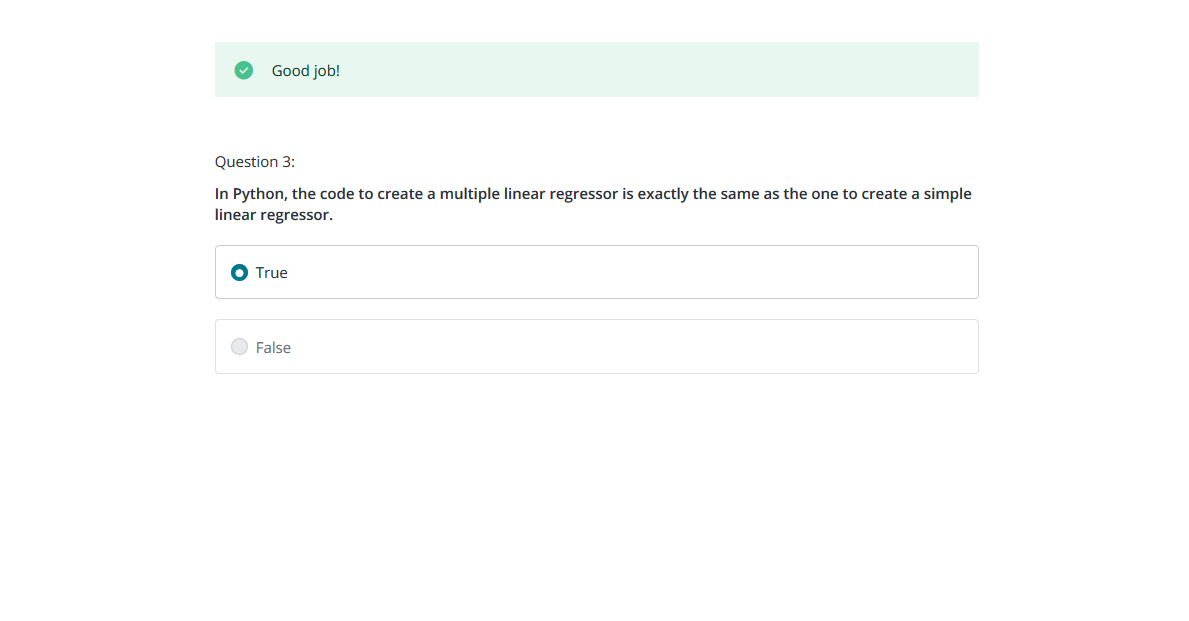 Good job!
Question 3:
In Python, the code to create a multiple linear regressor is exactly the same as the one to create a simple
linear regressor.
True
False